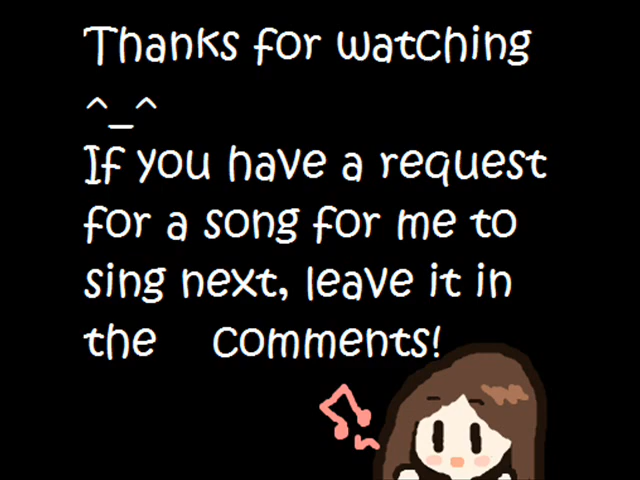 Thanks for watching
^_^
If you have a request
for a song for me to
sing next, leave it in
the comments!